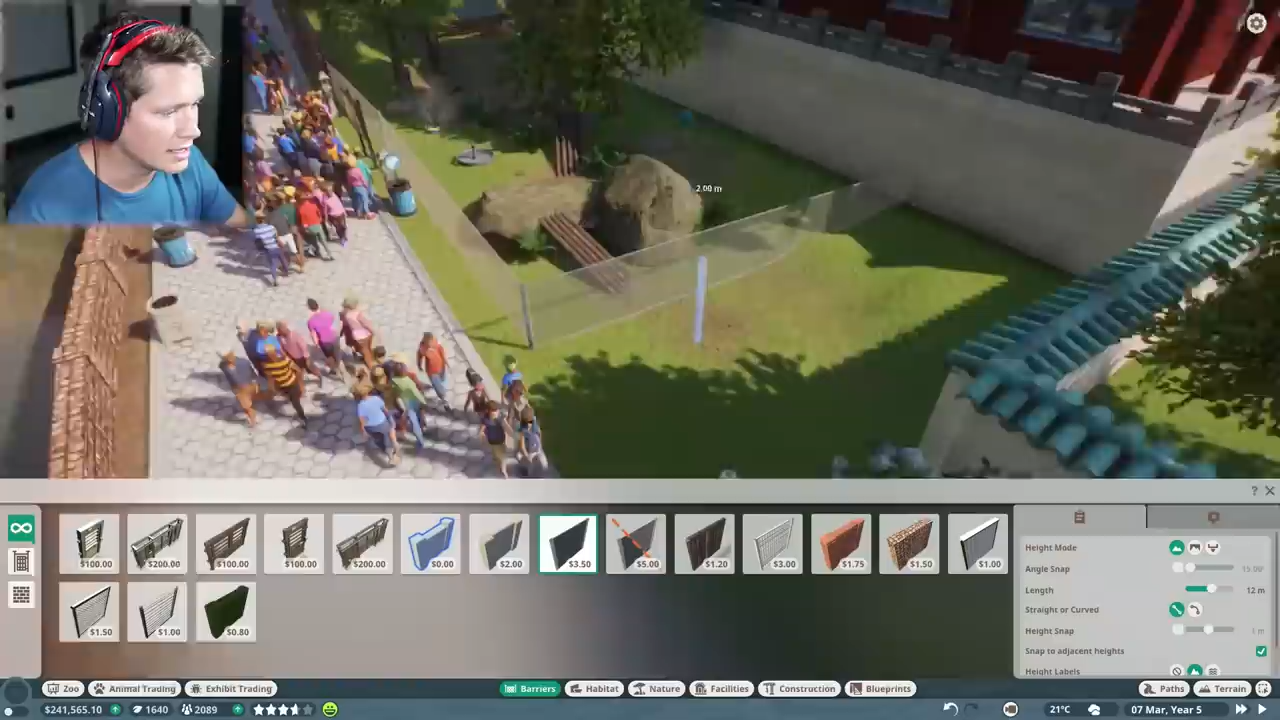 2.00 m
? ✕
$100.00 $200.00 $100.00 $100.00 $200.00 $0.00 $2.00 $3.50 $5.00 $1.20 $3.00 $1.75 $1.50 $1.00
$1.50 $1.00 $0.80
Height Mode
Angle Snap 15.00°
Length 12 m
Straight or Curved
Height Snap 1 m
Snap to adjacent heights
Height Labels
Zoo Animal Trading Exhibit Trading Barriers Habitat Nature Facilities Construction Blueprints Paths Terrain
$241,565.10 1640 2089 21°C 07 Mar, Year 5